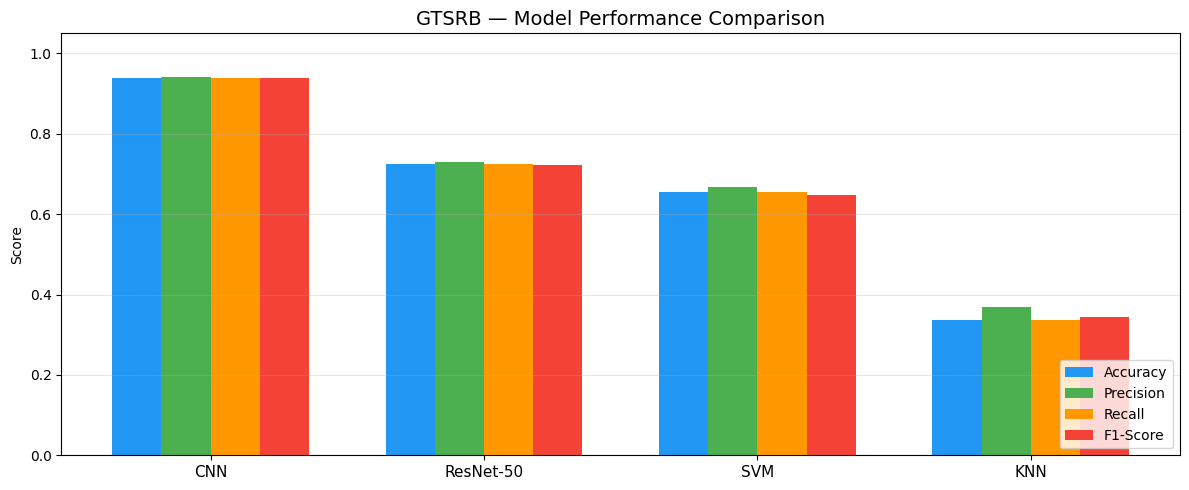 GTSRB — Model Performance Comparison
Score
1.0
0.8
0.6
0.4
0.2
0.0
CNN
ResNet-50
SVM
KNN
Accuracy
Precision
Recall
F1-Score